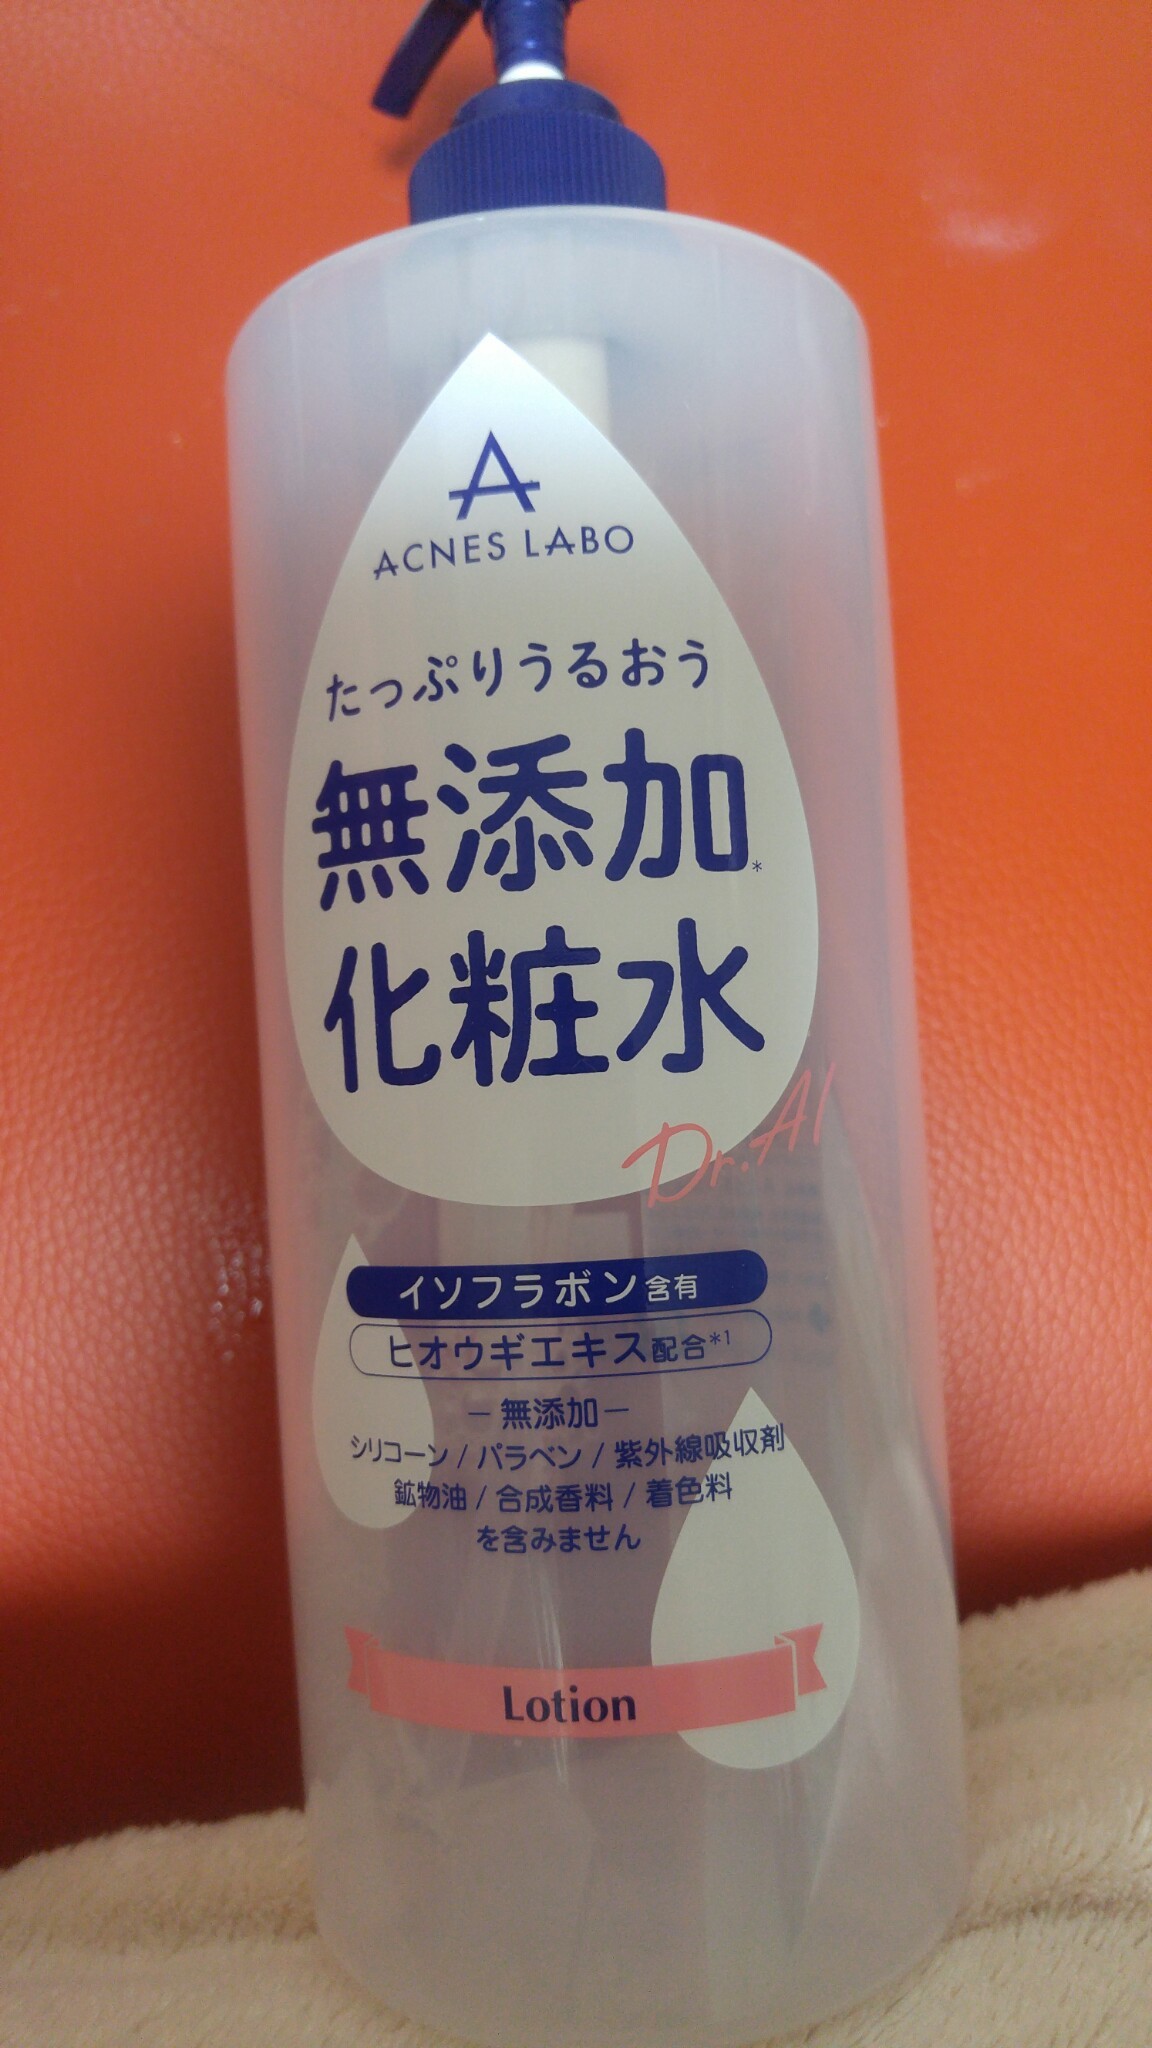 A
ACNES LABO
たっぷりうるおう
無添加*
化粧水
Dr.Al
イソフラボン含有
ヒオウギエキス配合*1
－無添加－
シリコーン / パラベン / 紫外線吸収剤
鉱物油 / 合成香料 / 着色料
を含みません
Lotion